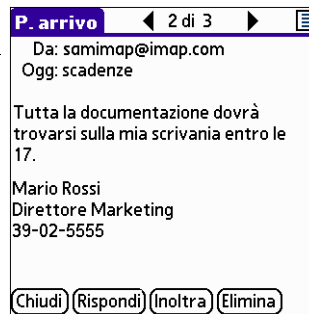 P. arrivo 2 di 3
Da: samimap@imap.com
Ogg: scadenze
Tutta la documentazione dovrà
trovarsi sulla mia scrivania entro le
17.
Mario Rossi
Direttore Marketing
39-02-5555
Chiudi Rispondi Inoltra Elimina